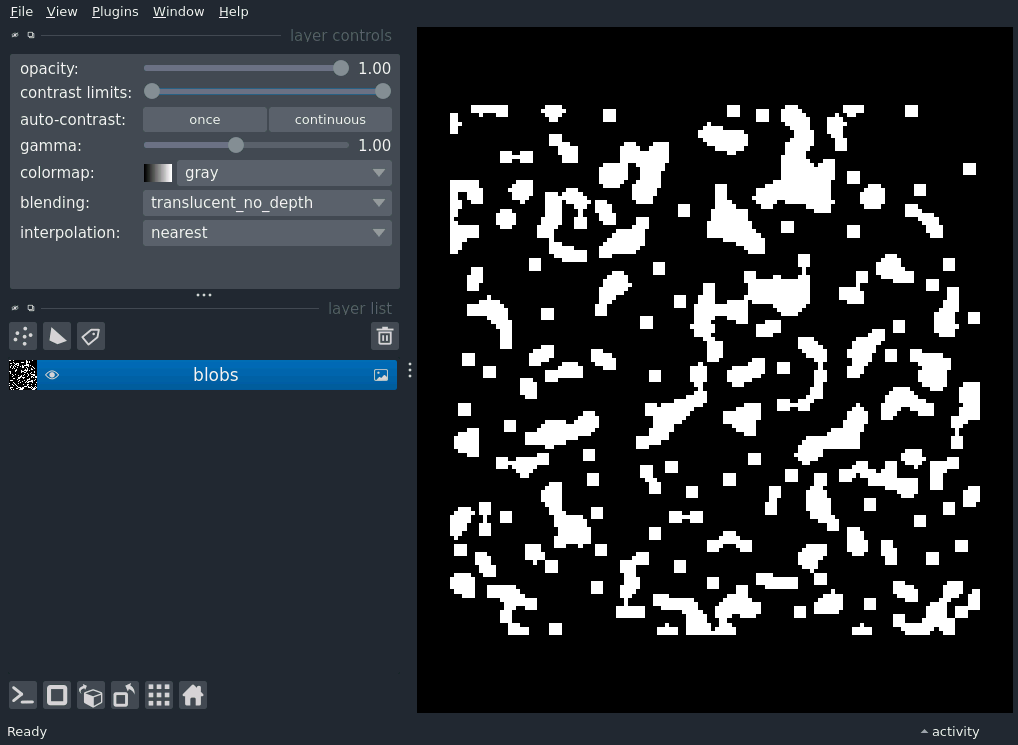 File View Plugins Window Help
layer controls
opacity: 1.00
contrast limits:
auto-contrast: once continuous
gamma: 1.00
colormap: gray
blending: translucent_no_depth
interpolation: nearest
layer list
blobs
Ready activity